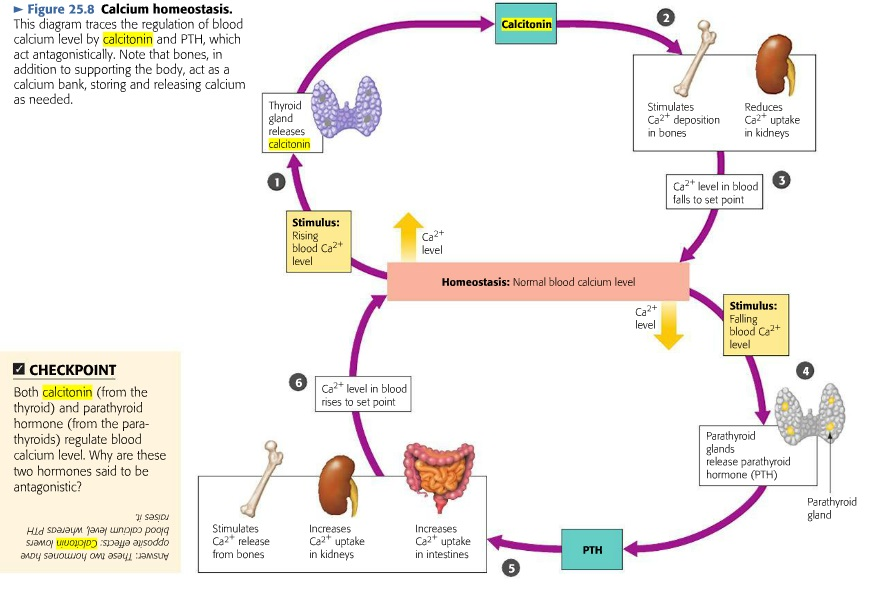 ► Figure 25.8 Calcium homeostasis.
This diagram traces the regulation of blood
calcium level by calcitonin and PTH, which
act antagonistically. Note that bones, in
addition to supporting the body, act as a
calcium bank, storing and releasing calcium
as needed.
Calcitonin
2
Stimulates
Ca²⁺ deposition
in bones
Reduces
Ca²⁺ uptake
in kidneys
Thyroid
gland
releases
calcitonin
1
3
Ca²⁺ level in blood
falls to set point
Stimulus:
Rising
blood Ca²⁺
level
Ca²⁺
level
Homeostasis: Normal blood calcium level
Ca²⁺
level
Stimulus:
Falling
blood Ca²⁺
level
4
Parathyroid
glands
release parathyroid
hormone (PTH)
Parathyroid
gland
PTH
5
Stimulates
Ca²⁺ release
from bones
Increases
Ca²⁺ uptake
in kidneys
Increases
Ca²⁺ uptake
in intestines
6
Ca²⁺ level in blood
rises to set point
☑ CHECKPOINT
Both calcitonin (from the
thyroid) and parathyroid
hormone (from the para-
thyroids) regulate blood
calcium level. Why are these
two hormones said to be
antagonistic?
Answer: These two hormones have
opposite effects: Calcitonin lowers
blood calcium level, whereas PTH
raises it.